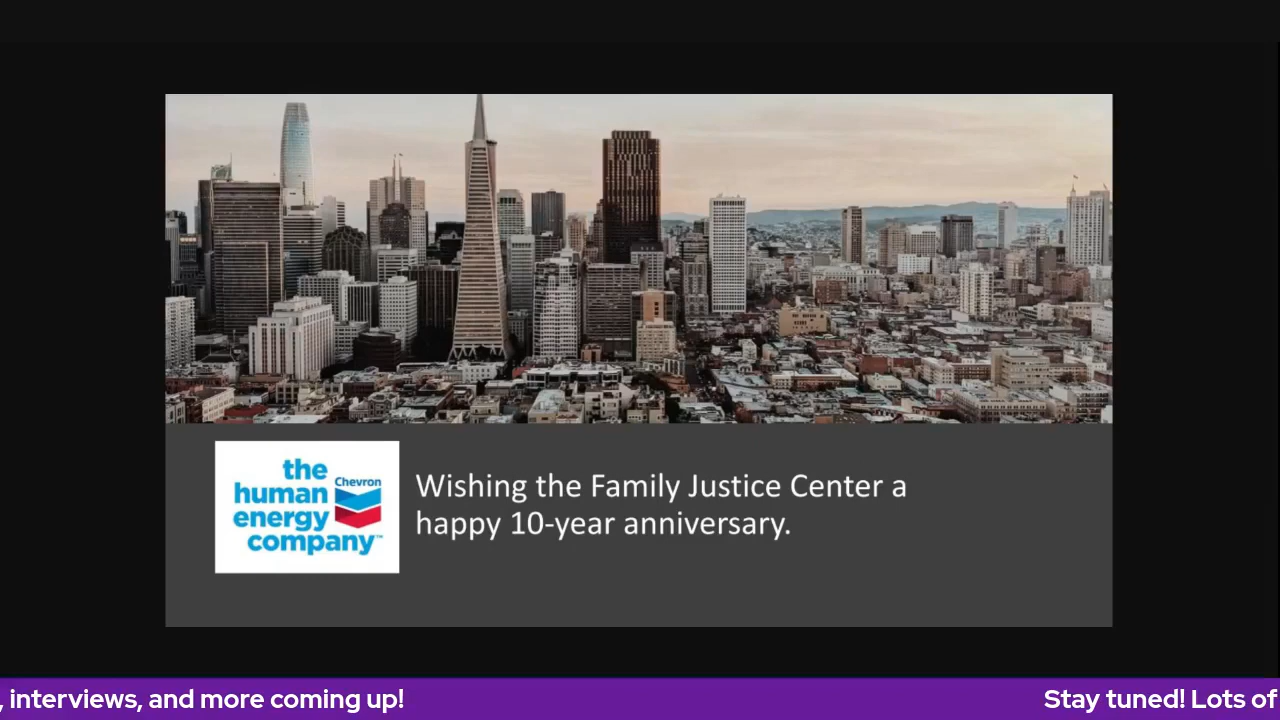 the
human
energy
company™
Chevron
Wishing the Family Justice Center a
happy 10-year anniversary.
, interviews, and more coming up!
Stay tuned! Lots of